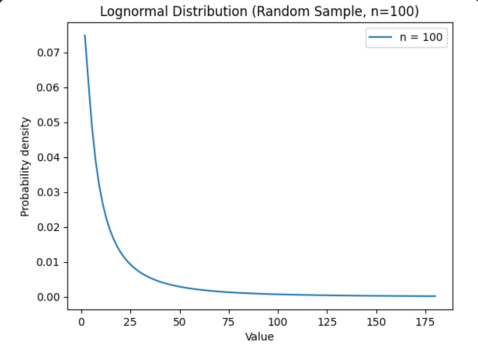 Lognormal Distribution (Random Sample, n=100)
n = 100
0.07
0.06
0.05
0.04
0.03
0.02
0.01
0.00
Probability density
0 25 50 75 100 125 150 175
Value